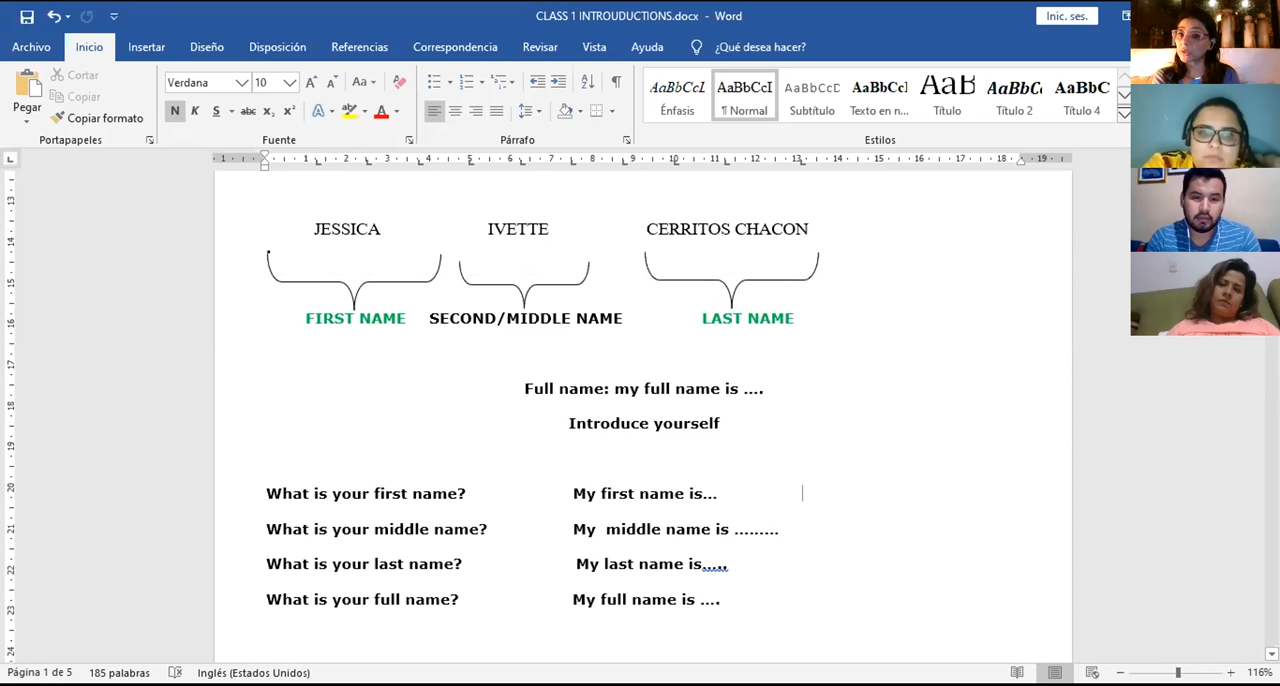 CLASS 1 INTROUDUCTIONS.docx - Word
Inic. ses.
Archivo Inicio Insertar Diseño Disposición Referencias Correspondencia Revisar Vista Ayuda ¿Qué desea hacer?
Pegar
Cortar
Copiar
Copiar formato
Portapapeles
Verdana 10
Fuente
Párrafo
AaBbCcL AaBbCcI AaBbCcD AaBbCcI AaB AaBbCc AaBbC
Énfasis ¶ Normal Subtítulo Texto en n... Título Título 2 Título 4
Estilos
JESSICA IVETTE CERRITOS CHACON
FIRST NAME SECOND/MIDDLE NAME LAST NAME
Full name: my full name is ....
Introduce yourself
What is your first name? My first name is...
What is your middle name? My middle name is .........
What is your last name? My last name is.....
What is your full name? My full name is ....
Página 1 de 5 185 palabras Inglés (Estados Unidos) 116%